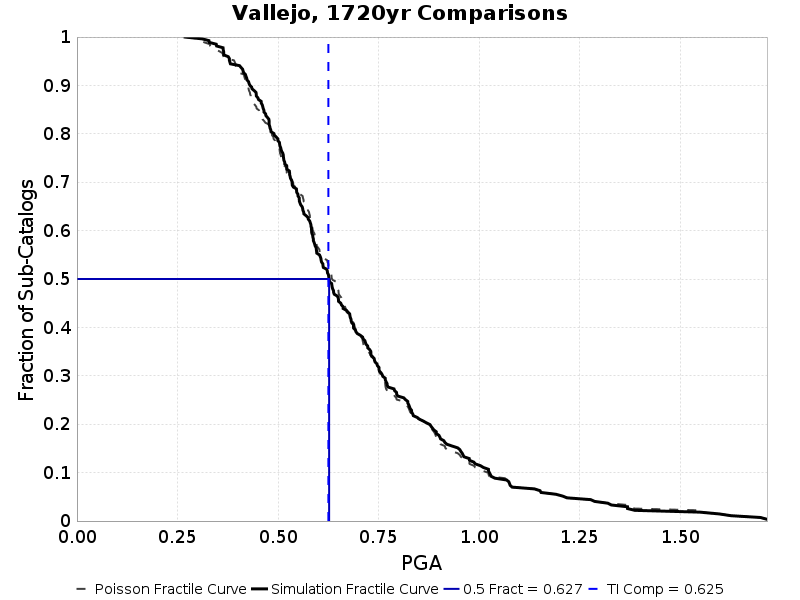 Vallejo, 1720yr Comparisons
Fraction of Sub-Catalogs
1
0.9
0.8
0.7
0.6
0.5
0.4
0.3
0.2
0.1
0
0.00 0.25 0.50 0.75 1.00 1.25 1.50
PGA
Poisson Fractile Curve Simulation Fractile Curve 0.5 Fract = 0.627 TI Comp = 0.625